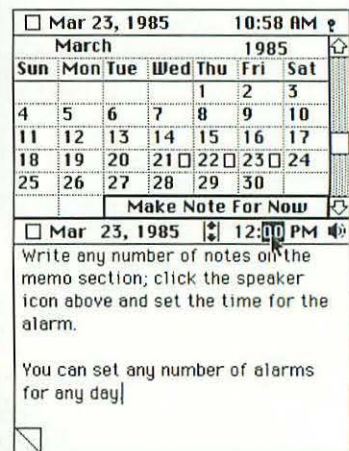 Mar 23, 1985 10:58 AM
March 1985
Sun Mon Tue Wed Thu Fri Sat
1 2 3
4 5 6 7 8 9 10
11 12 13 14 15 16 17
18 19 20 21 22 23 24
25 26 27 28 29 30
Make Note For Now
Mar 23, 1985 12:00 PM
Write any number of notes on the
memo section; click the speaker
icon above and set the time for the
alarm.
You can set any number of alarms
for any day